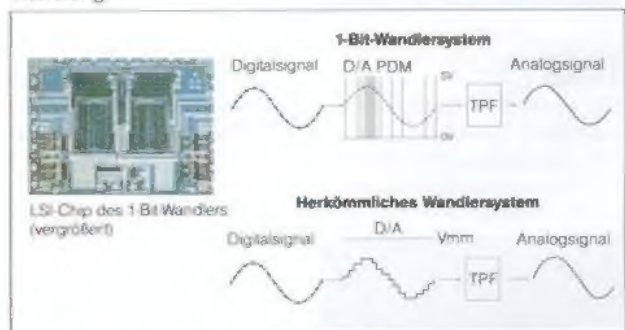 1-Bit-Wandlersystem
Digitalsignal D/A PDM Analogsignal
5V
TPF
0V
LSI-Chip des 1-Bit-Wandlers
(vergrößert)
Herkömmliches Wandlersystem
Digitalsignal D/A Vmm Analogsignal
TPF